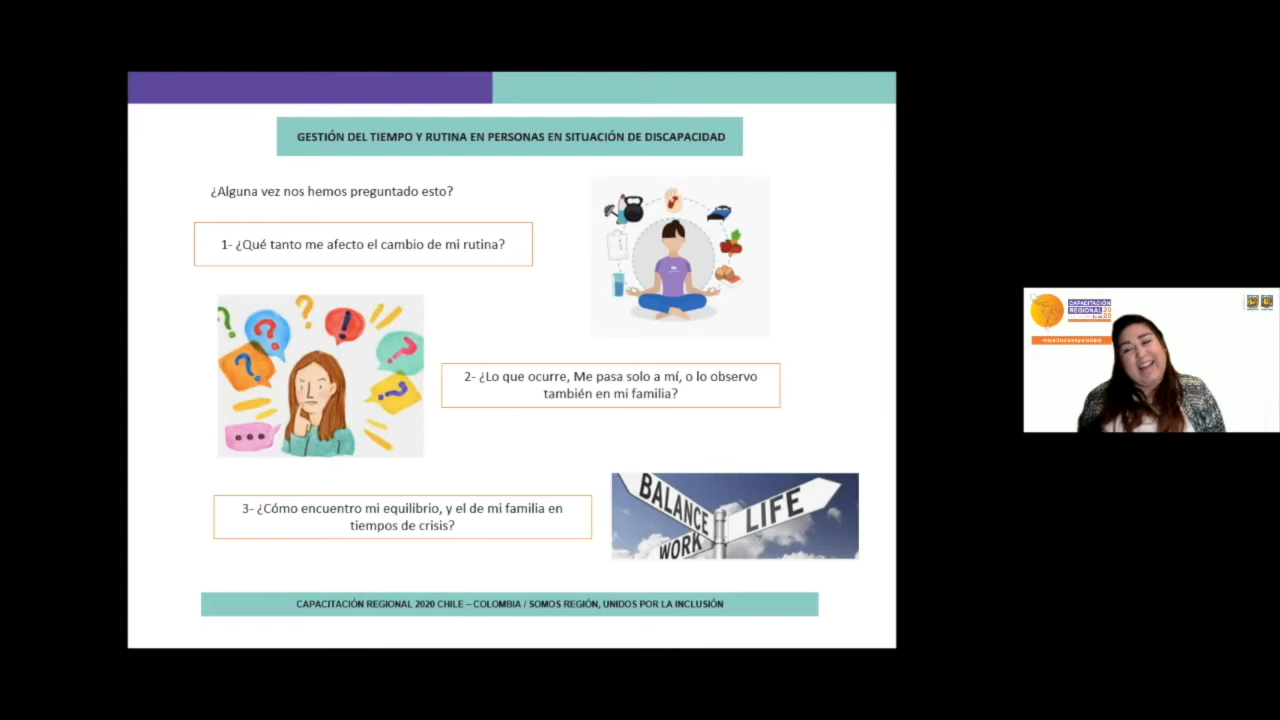 GESTIÓN DEL TIEMPO Y RUTINA EN PERSONAS EN SITUACIÓN DE DISCAPACIDAD
¿Alguna vez nos hemos preguntado esto?
1- ¿Qué tanto me afecto el cambio de mi rutina?
2- ¿Lo que ocurre, Me pasa solo a mí, o lo observo
también en mi familia?
3- ¿Cómo encuentro mi equilibrio, y el de mi familia en
tiempos de crisis?
BALANCE
LIFE
WORK
CAPACITACIÓN REGIONAL 2020 CHILE – COLOMBIA / SOMOS REGIÓN, UNIDOS POR LA INCLUSIÓN
CAPACITACIÓN
REGIONAL 2020